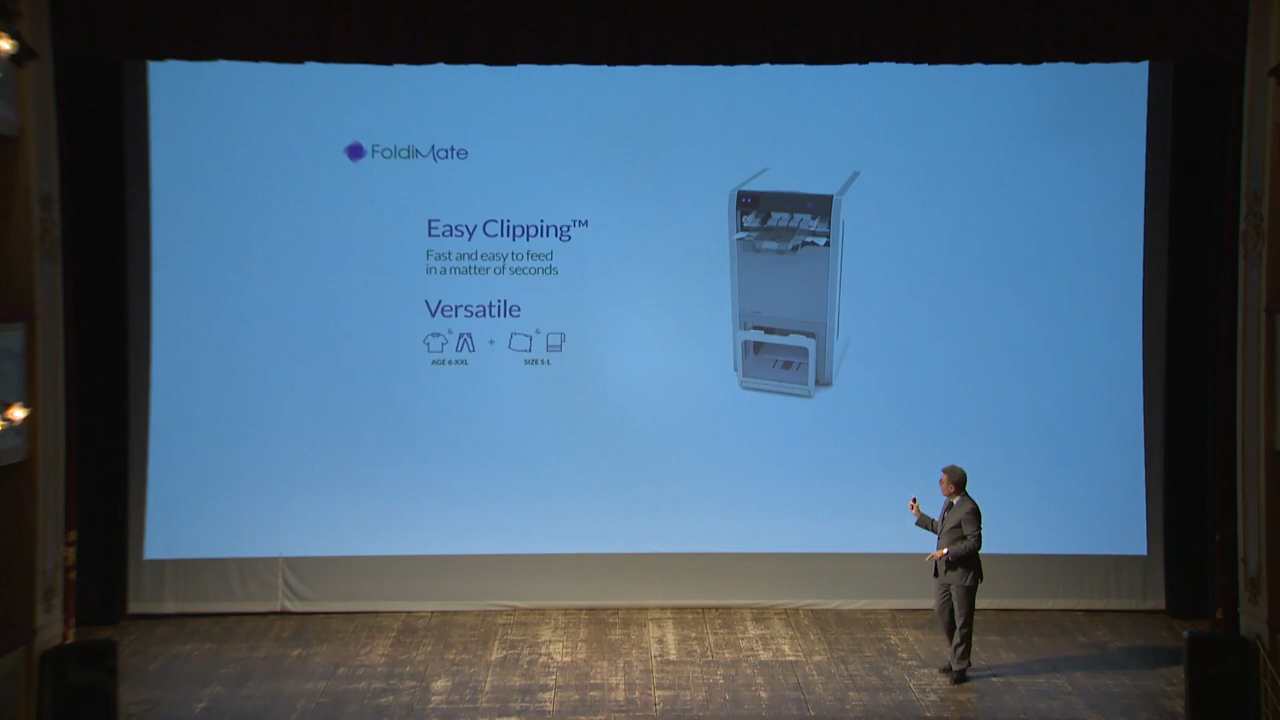 FoldiMate
Easy Clipping™
Fast and easy to feed
in a matter of seconds
Versatile
& + &
AGE 6-XXL SIZE S-L